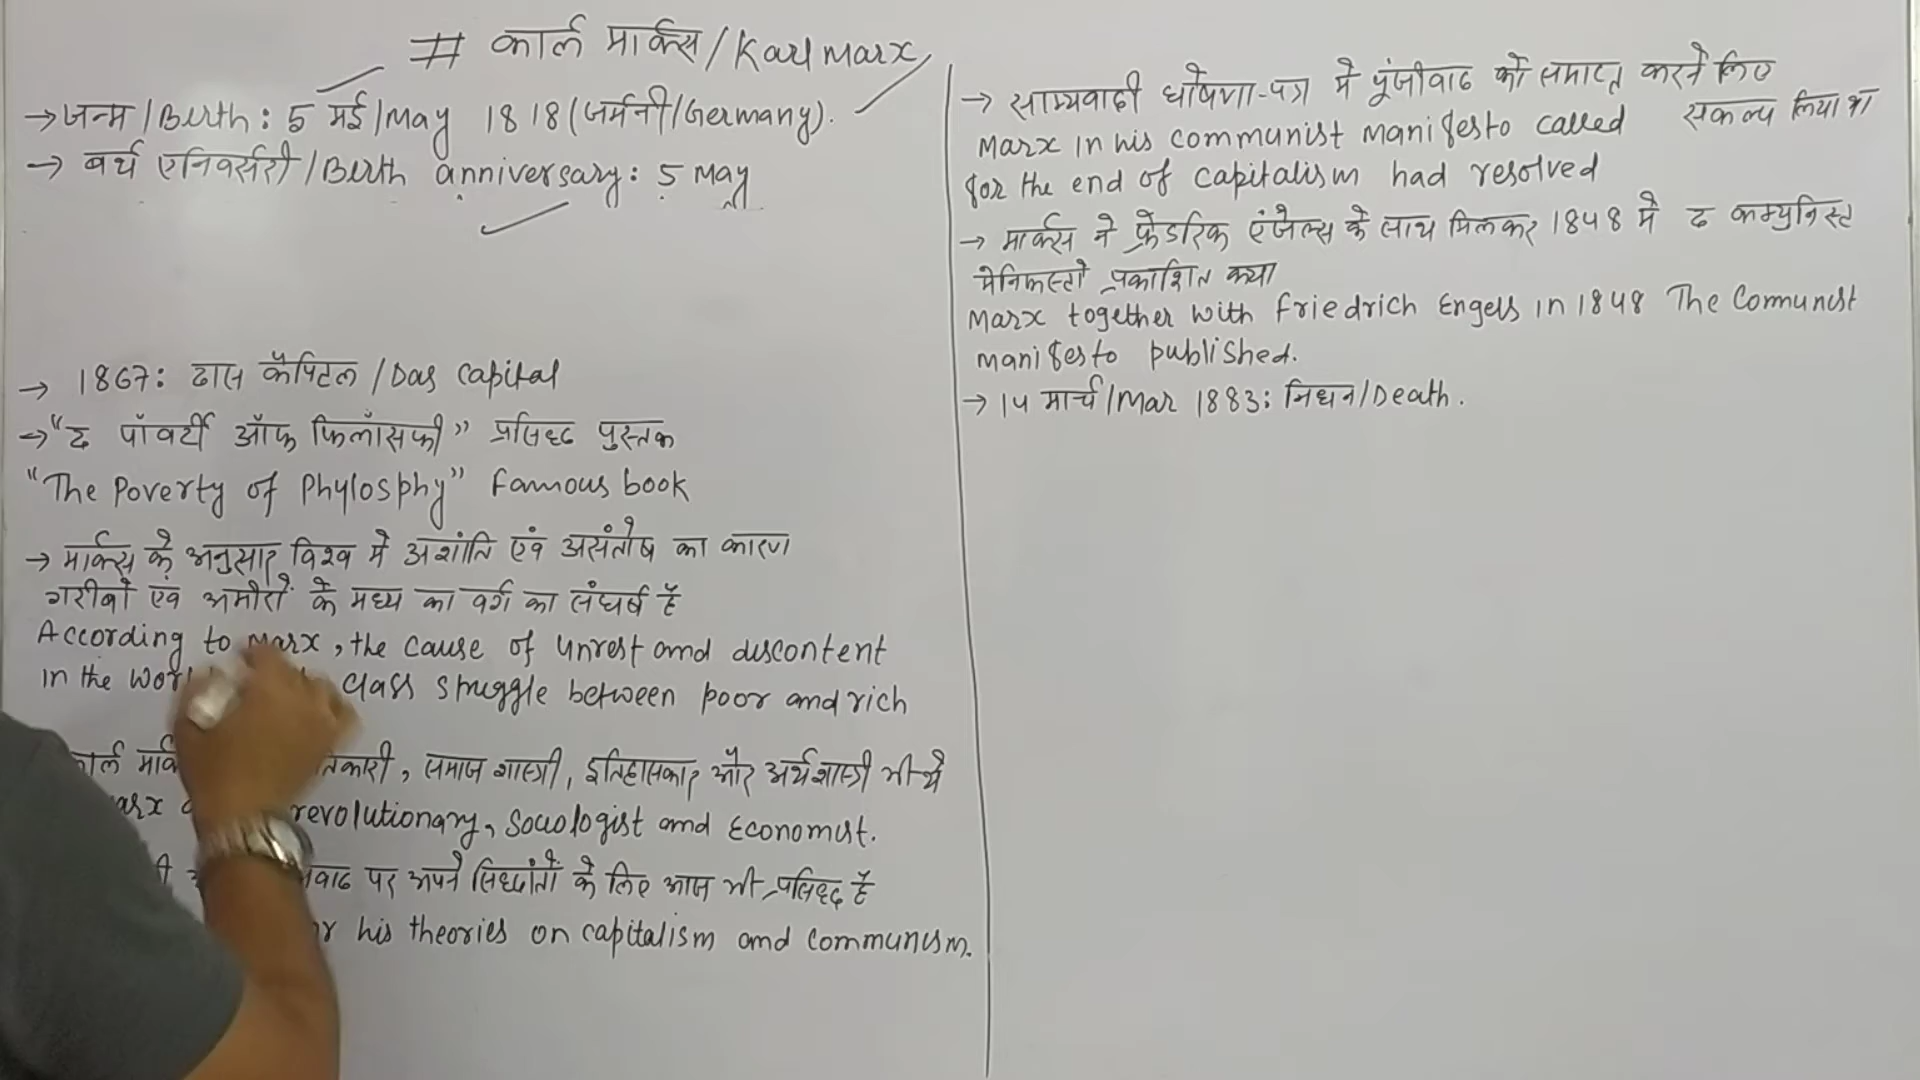 # कार्ल मार्क्स/Karl Marx
→ जन्म/Birth: 5 मई/May 1818 (जर्मनी/Germany).
→ बर्थ एनिवर्सरी/Birth anniversary: 5 May
→ 1867: दास कॅपिटल/Das Capital
→ "द पॉवर्टी ऑफ फिलॉसफी" प्रसिध्द पुस्तक
"The Poverty of Phylosphy" Famous book
→ मार्क्स के अनुसार विश्व में अशांति एवं असंतोष का कारण
गरीबों एवं अमीरों के मध्य का वर्ग का संघर्ष है
According to Marx, the cause of unrest and discontent
in the class struggle between poor and rich
समाज शास्त्री, इतिहासकार और अर्थशास्त्री भी थे
revolutionary, Sociologist and Economist.
पर अपने सिध्दांतों के लिए आज भी प्रसिध्द है
his theories on capitalism and communism.
→ साम्यवादी घोषणा-पत्र में पूंजीवाद को समाप्त करने लिए
संकल्प लिया था
Marx in his communist manifesto called
for the end of capitalism had resolved
→ मार्क्स ने फ्रेडरिक एंजेल्स के साथ मिलकर 1848 में द कम्युनिस्ट
मेनिफस्टो प्रकाशित क्या
Marx together with Friedrich Engels in 1848 The Communist
manifesto published.
→ 14 मार्च/Mar 1883: निधन/Death.